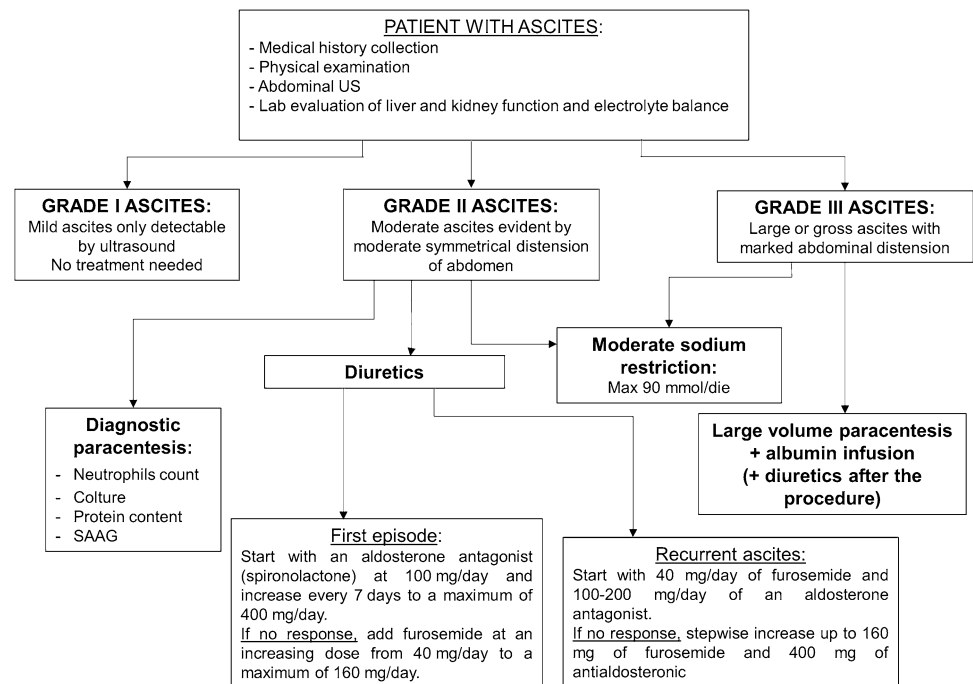 PATIENT WITH ASCITES:
- Medical history collection
- Physical examination
- Abdominal US
- Lab evaluation of liver and kidney function and electrolyte balance
GRADE I ASCITES:
Mild ascites only detectable
by ultrasound
No treatment needed
GRADE II ASCITES:
Moderate ascites evident by
moderate symmetrical distension
of abdomen
GRADE III ASCITES:
Large or gross ascites with
marked abdominal distension
Moderate sodium
restriction:
Max 90 mmol/die
Diuretics
Diagnostic
paracentesis:
- Neutrophils count
- Colture
- Protein content
- SAAG
Large volume paracentesis
+ albumin infusion
(+ diuretics after the
procedure)
First episode:
Start with an aldosterone antagonist
(spironolactone) at 100 mg/day and
increase every 7 days to a maximum of
400 mg/day.
If no response, add furosemide at an
increasing dose from 40 mg/day to a
maximum of 160 mg/day.
Recurrent ascites:
Start with 40 mg/day of furosemide and
100-200 mg/day of an aldosterone
antagonist.
If no response, stepwise increase up to 160
mg of furosemide and 400 mg of
antialdosteronic